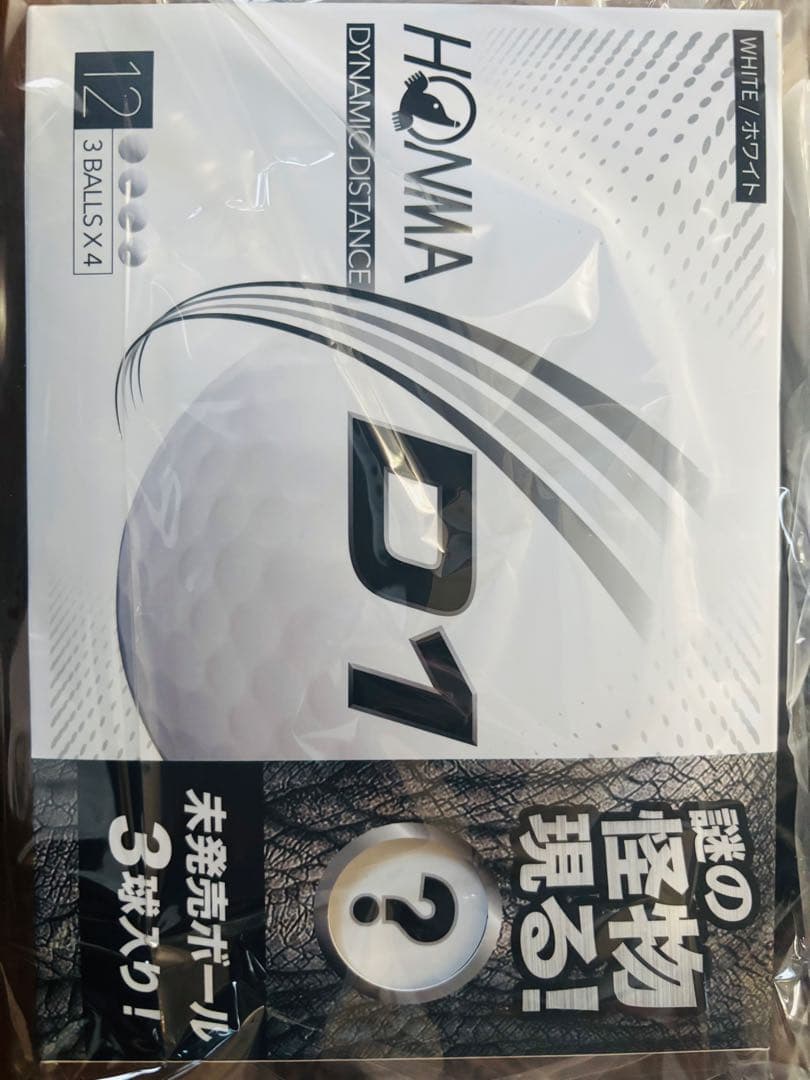 WHITE / ホワイト
HONMA
DYNAMIC DISTANCE
12
3 BALLS X 4
D1
謎の
怪物
現る!
?
未発売ボール
3球入り!